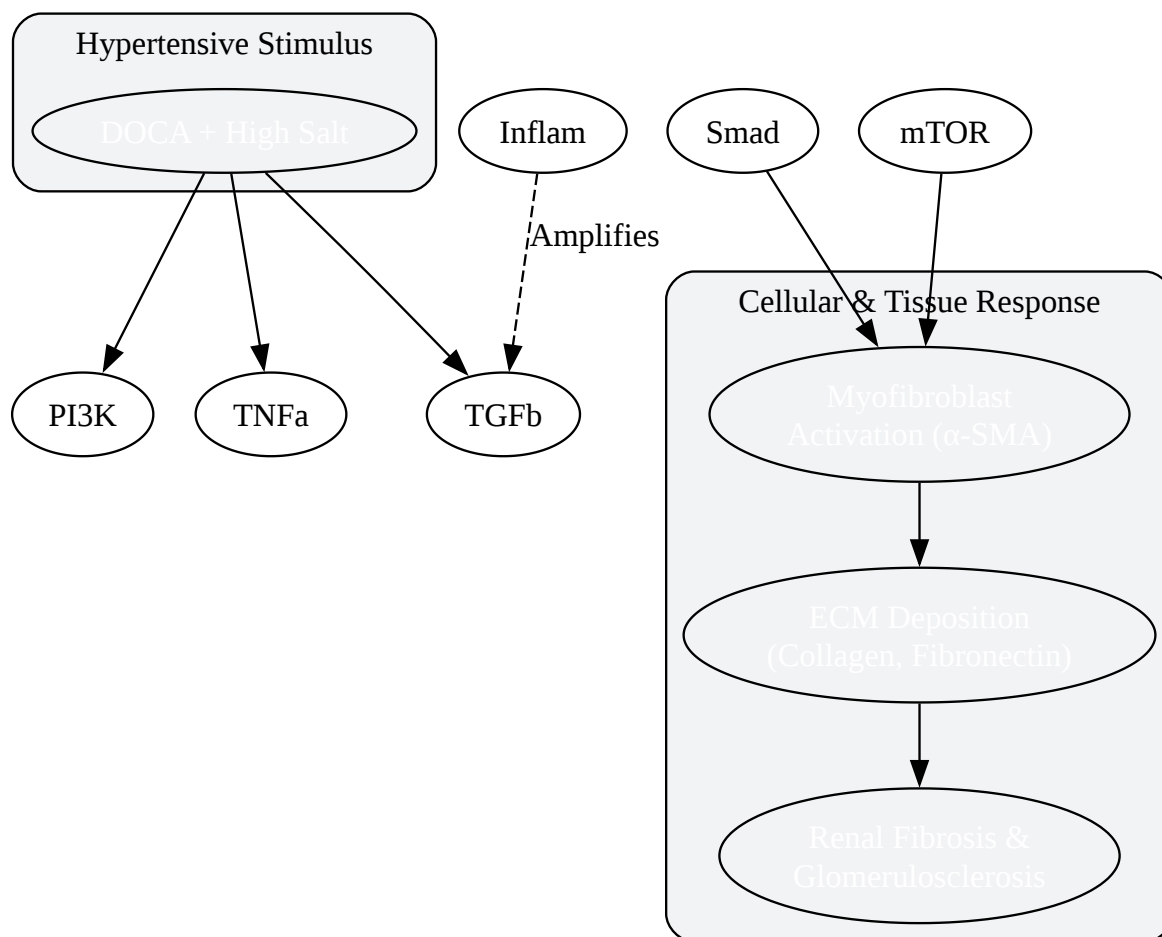 Hypertensive Stimulus
DOCA + High Salt
Inflam
Smad
mTOR
Amplifies
Cellular & Tissue Response
PI3K
TNFa
TGFb
Myofibroblast
Activation (α-SMA)
ECM Deposition
(Collagen, Fibronectin)
Renal Fibrosis &
Glomerulosclerosis